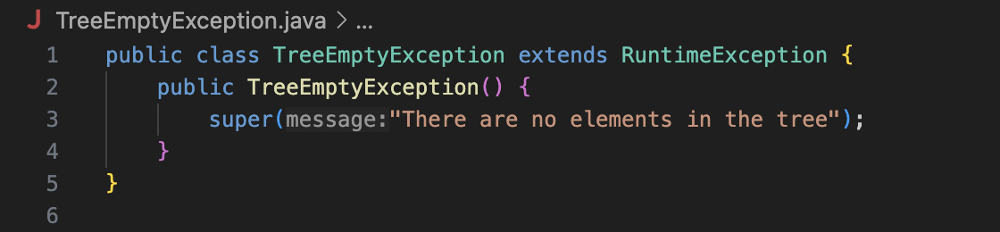 J TreeEmptyException.java > ...
1 public class TreeEmptyException extends RuntimeException {
2 public TreeEmptyException() {
3 super(message:"There are no elements in the tree");
4 }
5 }
6